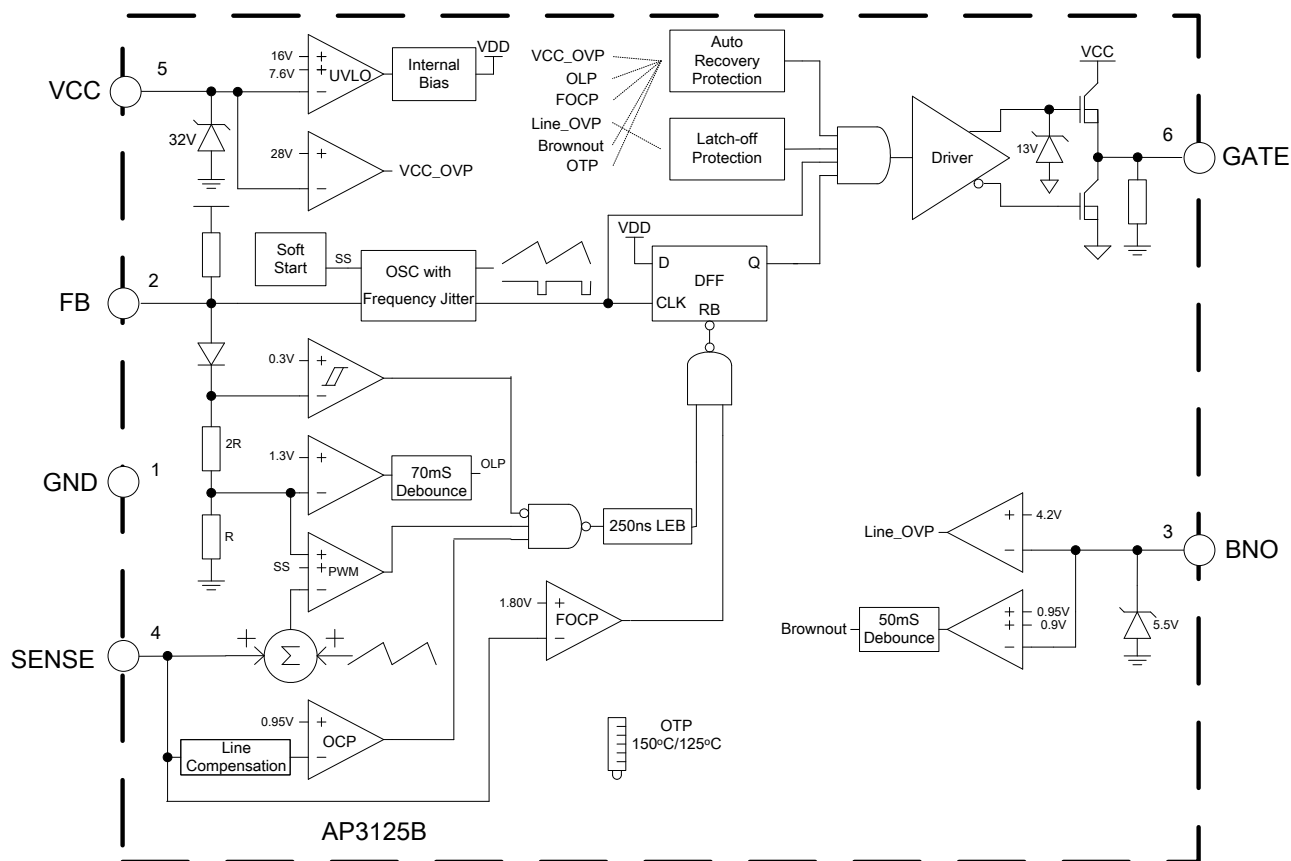 VCC
5
16V
7.6V
+
+
−
UVLO
Internal
Bias
VDD
32V
28V
+
−
VCC_OVP
VCC_OVP
OLP
FOCP
Line_OVP
Brownout
OTP
Auto
Recovery
Protection
Latch-off
Protection
Driver
VCC
13V
6
GATE
FB
2
Soft
Start
SS
OSC with
Frequency Jitter
VDD
D
Q
DFF
CLK
RB
0.3V
+
−
2R
1.3V
+
−
70mS
Debounce
OLP
GND
1
R
SS
+
+
−
PWM
250ns LEB
1.80V
+
−
FOCP
Line_OVP
+
−
4.2V
3
BNO
Brownout
50mS
Debounce
+
+
−
0.95V
0.9V
5.5V
SENSE
4
+
Σ
+
0.95V
+
−
OCP
Line
Compensation
OTP
150oC/125oC
AP3125B